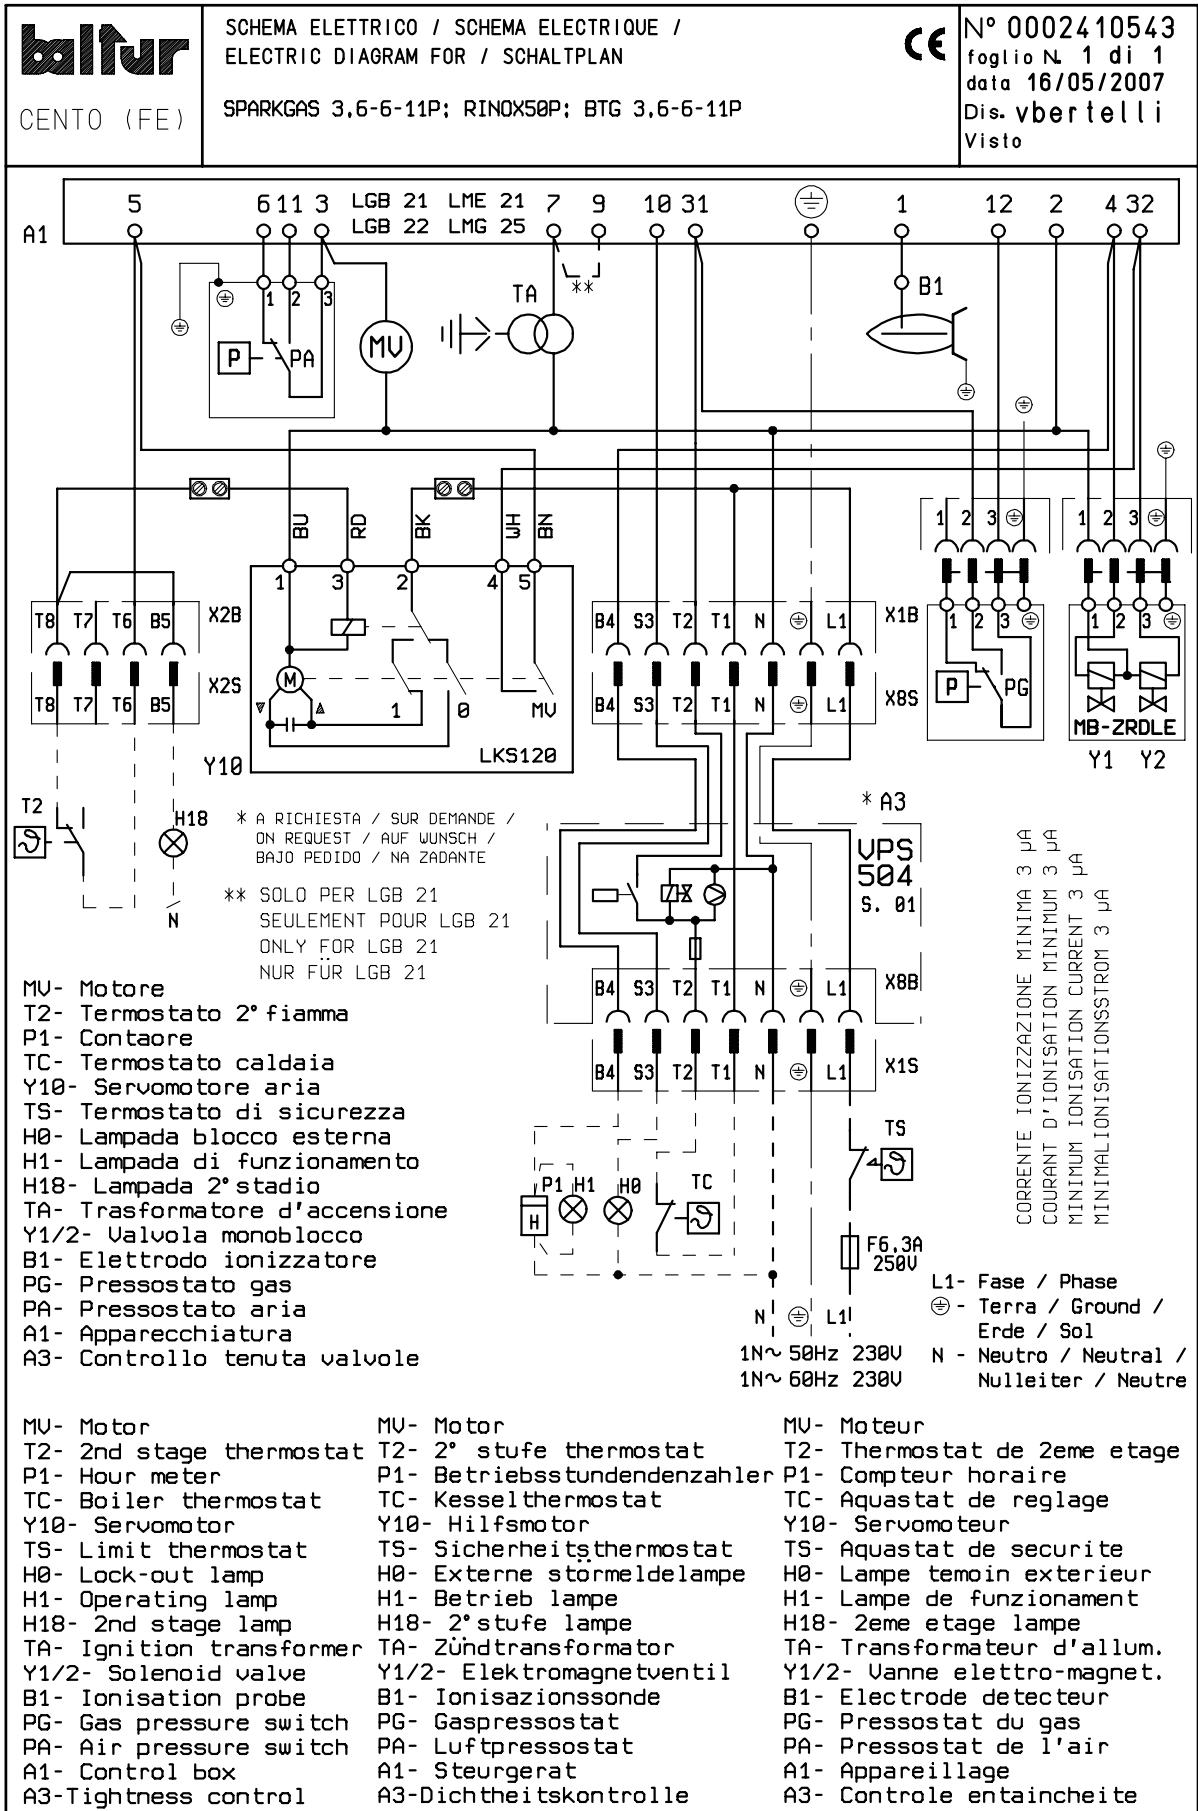 baltur
CENTO (FE)
SCHEMA ELETTRICO / SCHEMA ELECTRIQUE /
ELECTRIC DIAGRAM FOR / SCHALTPLAN
SPARKGAS 3,6-6-11P; RINOX50P; BTG 3,6-6-11P
CE
N° 0002410543
foglio N. 1 di 1
data 16/05/2007
Dis. vbertelli
Visto
A1
5 6 11 3 LGB 21 LME 21 7 9 10 31 1 12 2 4 32
LGB 22 LMG 25
**
TA
B1
1 2 3
P PA
MV
BU RD BK WH BN
1 2 3
1 2 3
1 3 2 4 5
T8 T7 T6 B5 X2B
B4 S3 T2 T1 N L1 X1B
1 2 3
1 2 3
X2S
T8 T7 T6 B5
M
1 0 MV
B4 S3 T2 T1 N L1 X8S
P PG
MB-ZRDLE
Y10
LKS120
Y1 Y2
T2
H18
N
* A RICHIESTA / SUR DEMANDE /
ON REQUEST / AUF WUNSCH /
BAJO PEDIDO / NA ZADANTE
** SOLO PER LGB 21
SEULEMENT POUR LGB 21
ONLY FOR LGB 21
NUR FÜR LGB 21
* A3
VPS
504
S. 01
B4 S3 T2 T1 N L1 X8B
B4 S3 T2 T1 N L1 X1S
CORRENTE IONIZZAZIONE MINIMA 3 µA
COURANT D'IONISATION MINIMUM 3 µA
MINIMUM IONISATION CURRENT 3 µA
MINIMALIONISATIONSSTROM 3 µA
MV- Motore
T2- Termostato 2° fiamma
P1- Contaore
TC- Termostato caldaia
Y10- Servomotore aria
TS- Termostato di sicurezza
H0- Lampada blocco esterna
H1- Lampada di funzionamento
H18- Lampada 2° stadio
TA- Trasformatore d'accensione
Y1/2- Valvola monoblocco
B1- Elettrodo ionizzatore
PG- Pressostato gas
PA- Pressostato aria
A1- Apparecchiatura
A3- Controllo tenuta valvole
TS
P1 H1 H0 TC
H
F6,3A
250V
N L1
1N~ 50Hz 230V
1N~ 60Hz 230V
L1- Fase / Phase
- Terra / Ground /
Erde / Sol
N - Neutro / Neutral /
Nulleiter / Neutre
MV- Motor
T2- 2nd stage thermostat
P1- Hour meter
TC- Boiler thermostat
Y10- Servomotor
TS- Limit thermostat
H0- Lock-out lamp
H1- Operating lamp
H18- 2nd stage lamp
TA- Ignition transformer
Y1/2- Solenoid valve
B1- Ionisation probe
PG- Gas pressure switch
PA- Air pressure switch
A1- Control box
A3-Tightness control
MV- Motor
T2- 2° stufe thermostat
P1- Betriebsstundendenzahler
TC- Kesselthermostat
Y10- Hilfsmotor
TS- Sicherheitsthermostat
H0- Externe störmeldelampe
H1- Betrieb lampe
H18- 2° stufe lampe
TA- Zündtransformator
Y1/2- Elektromagnetventil
B1- Ionisazionssonde
PG- Gaspressostat
PA- Luftpressostat
A1- Steurgerat
A3-Dichtheitskontrolle
MV- Moteur
T2- Thermostat de 2eme etage
P1- Compteur horaire
TC- Aquastat de reglage
Y10- Servomoteur
TS- Aquastat de securite
H0- Lampe temoin exterieur
H1- Lampe de funzionament
H18- 2eme etage lampe
TA- Transformateur d'allum.
Y1/2- Vanne elettro-magnet.
B1- Electrode detecteur
PG- Pressostat du gas
PA- Pressostat de l'air
A1- Appareillage
A3- Controle entaincheite